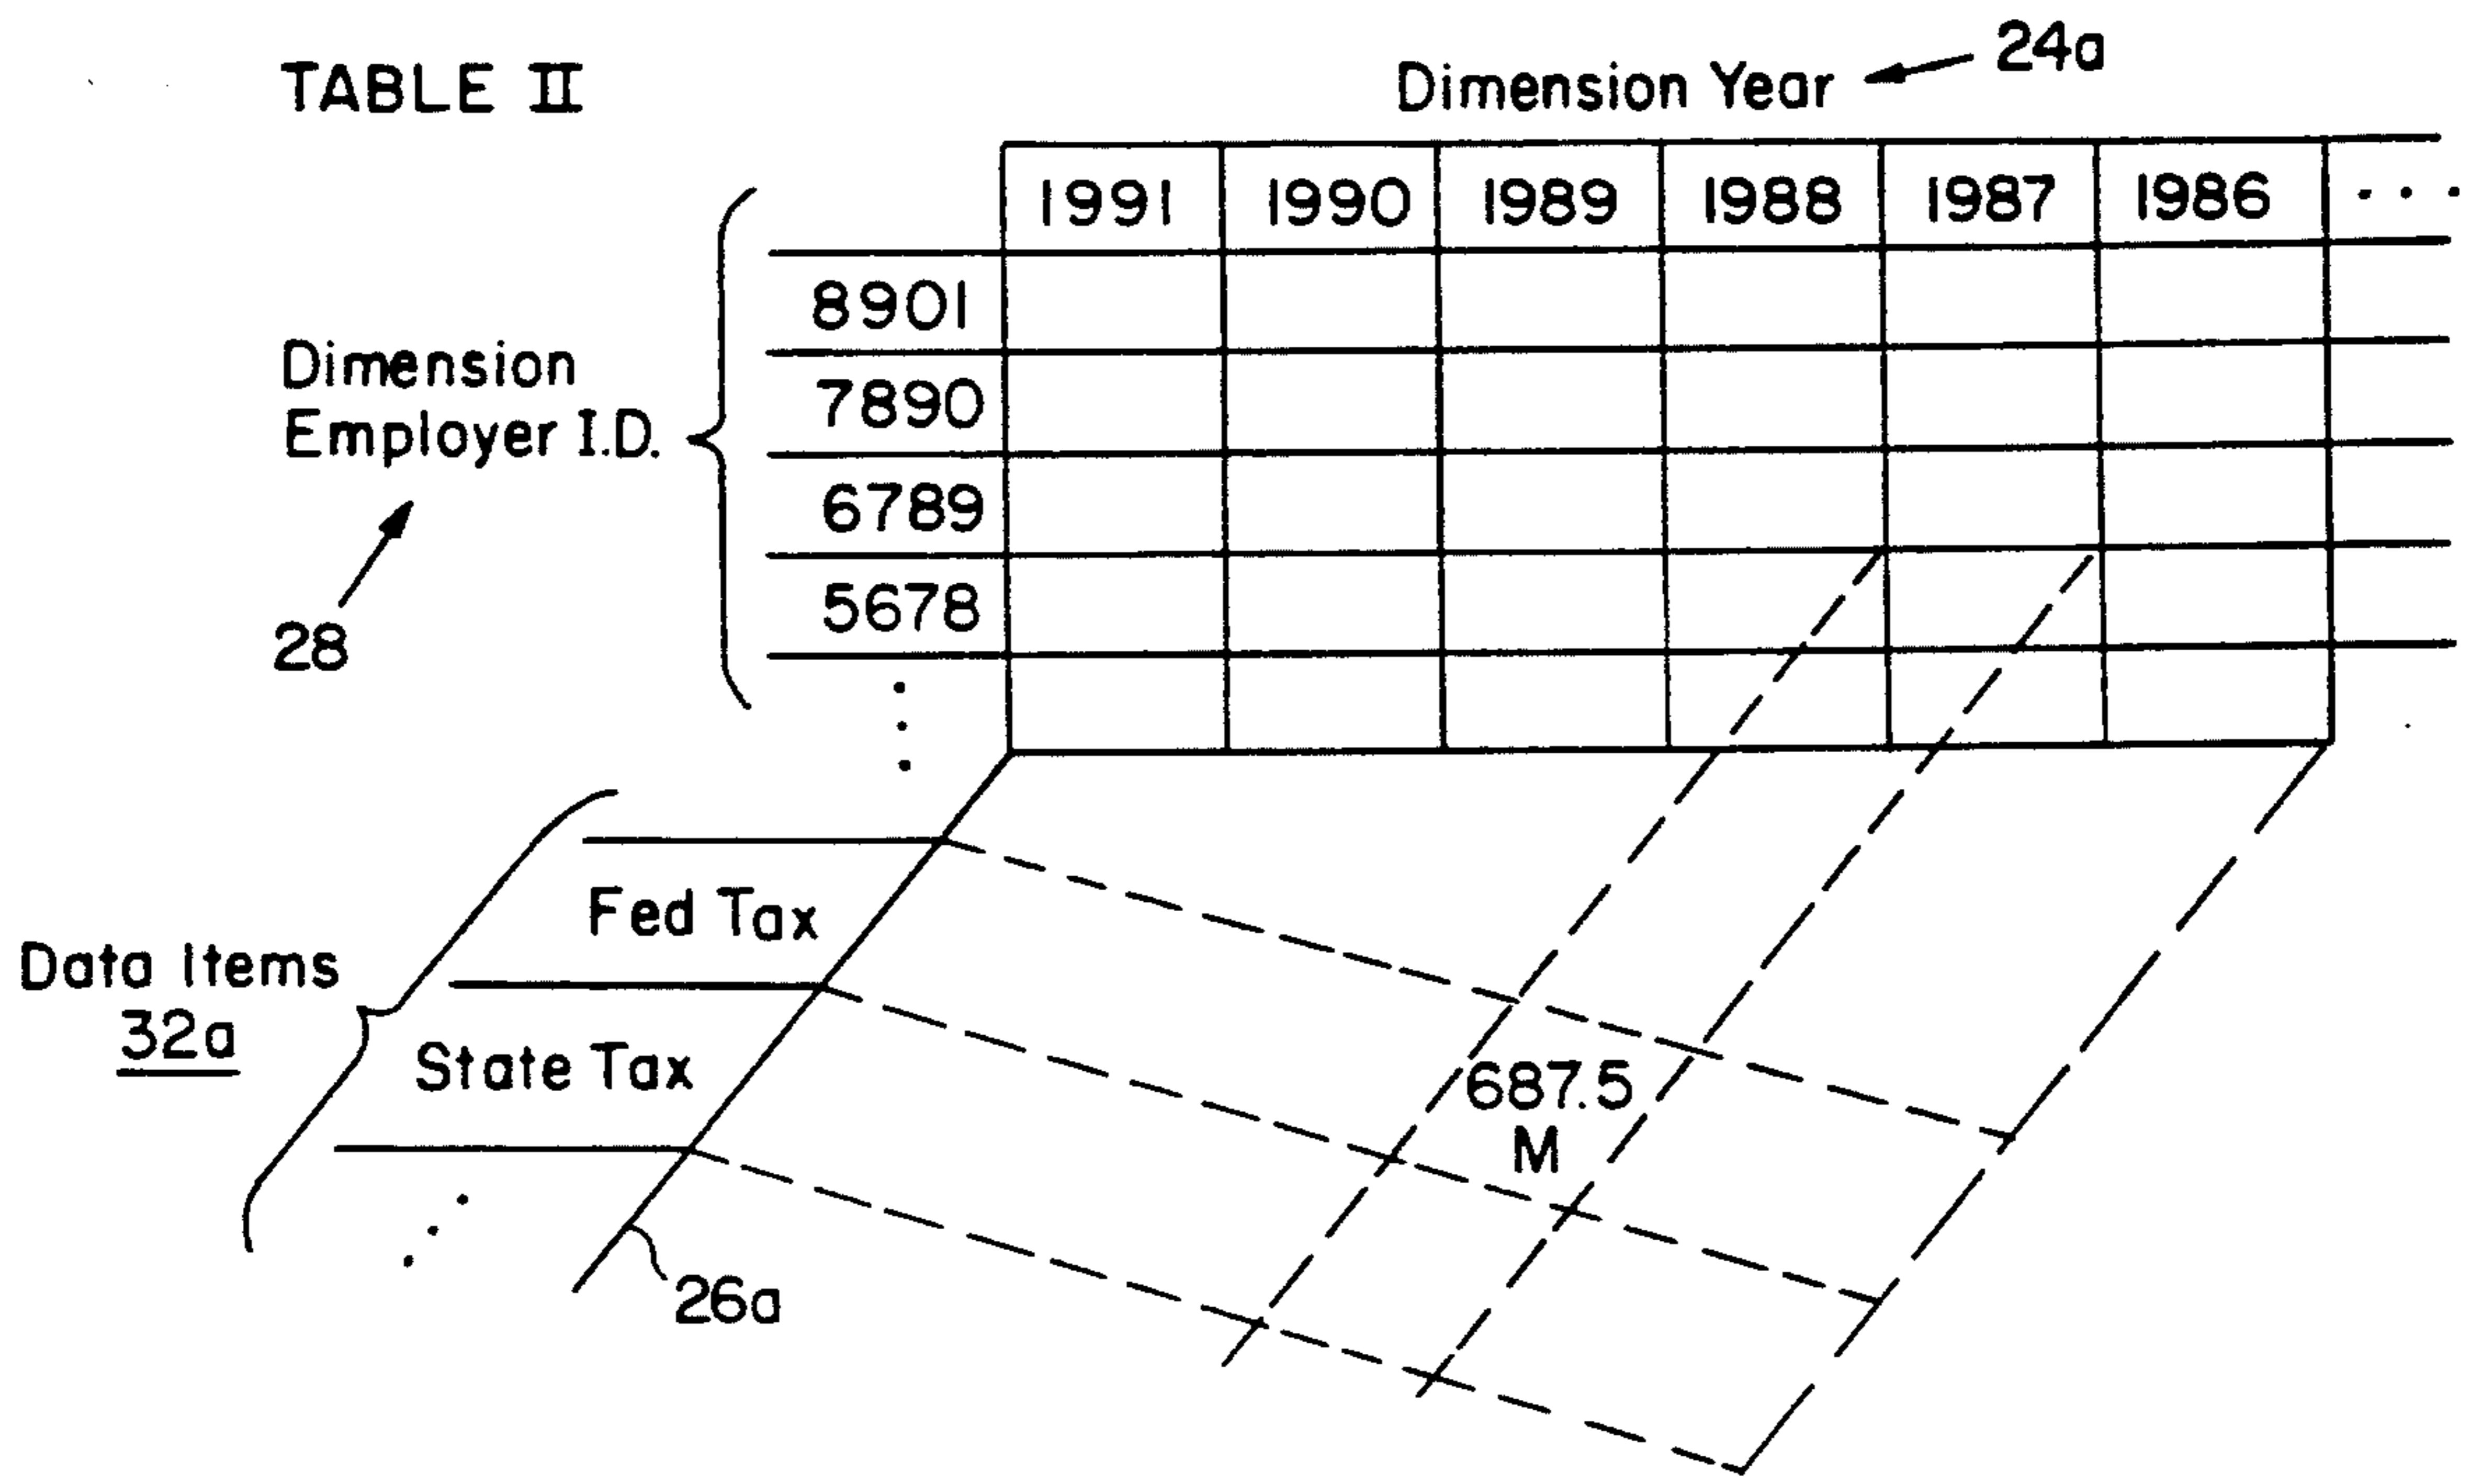 TABLE II
Dimension Year
24a
1991 1990 1989 1988 1987 1986 ...
8901
7890
6789
5678
Dimension
Employer I.D.
28
Fed Tax
State Tax
Data Items
32a
687.5
M
26a